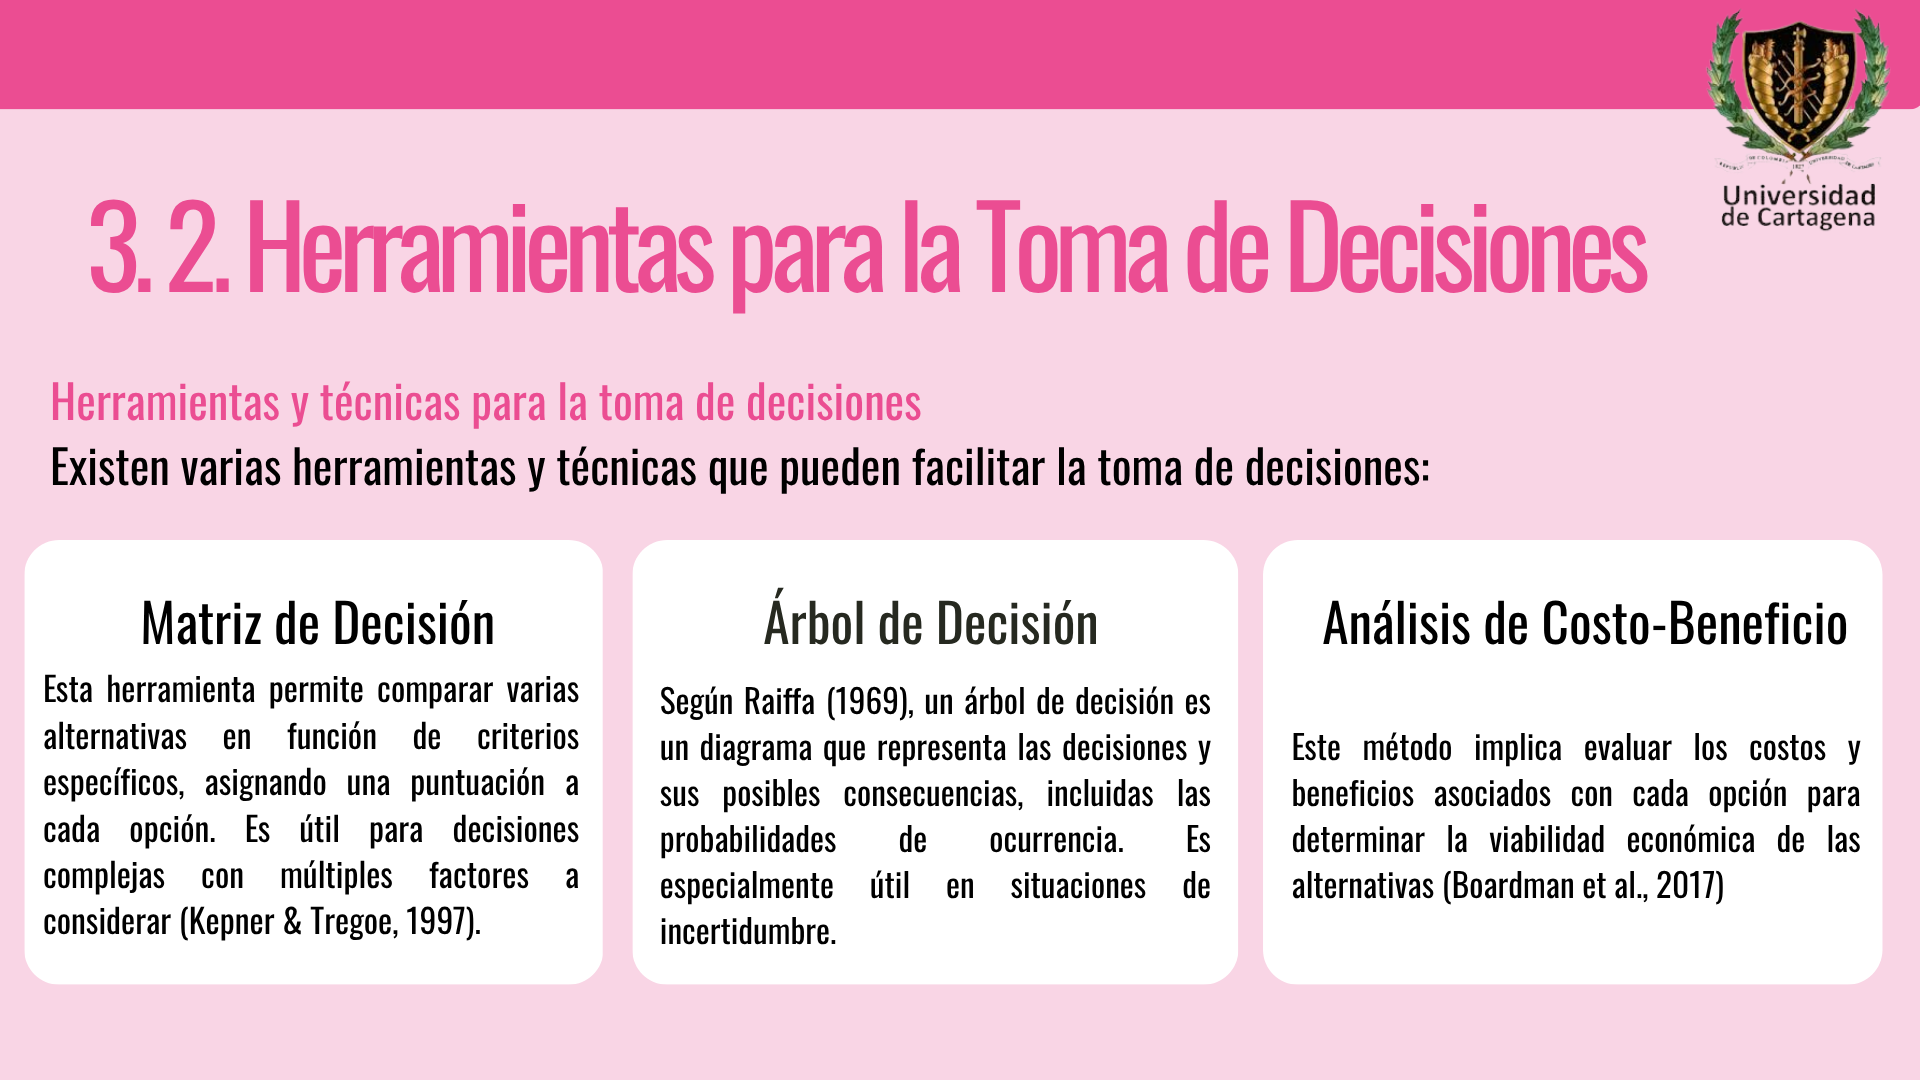 Universidad
de Cartagena
3. 2. Herramientas para la Toma de Decisiones
Herramientas y técnicas para la toma de decisiones
Existen varias herramientas y técnicas que pueden facilitar la toma de decisiones:
Matriz de Decisión
Esta herramienta permite comparar varias
alternativas en función de criterios
específicos, asignando una puntuación a
cada opción. Es útil para decisiones
complejas con múltiples factores a
considerar (Kepner & Tregoe, 1997).
Árbol de Decisión
Según Raiffa (1969), un árbol de decisión es
un diagrama que representa las decisiones y
sus posibles consecuencias, incluidas las
probabilidades de ocurrencia. Es
especialmente útil en situaciones de
incertidumbre.
Análisis de Costo-Beneficio
Este método implica evaluar los costos y
beneficios asociados con cada opción para
determinar la viabilidad económica de las
alternativas (Boardman et al., 2017)